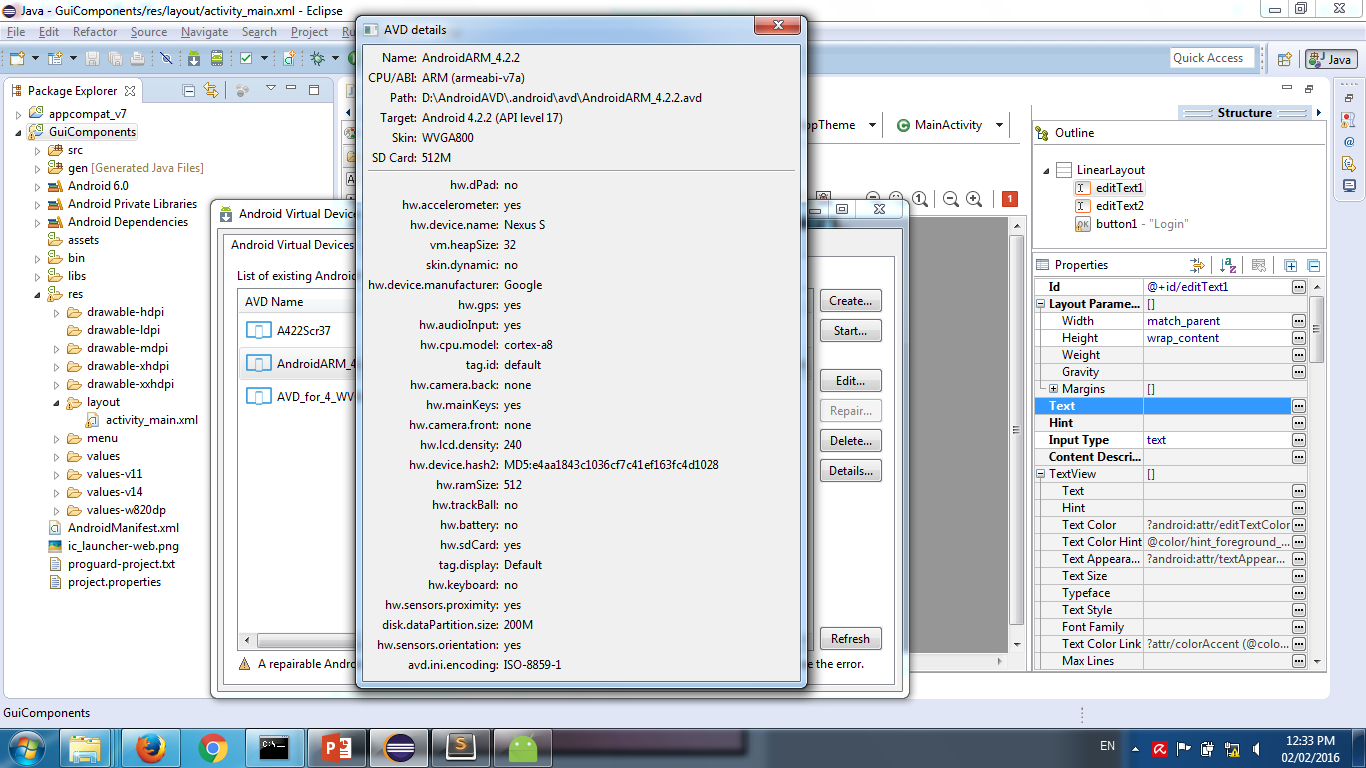 Java - GuiComponents/res/layout/activity_main.xml - Eclipse
File Edit Refactor Source Navigate Search Project Ru
Quick Access
Java
Package Explorer
appcompat_v7
GuiComponents
src
gen [Generated Java Files]
Android 6.0
Android Private Libraries
Android Dependencies
assets
bin
libs
res
drawable-hdpi
drawable-ldpi
drawable-mdpi
drawable-xhdpi
drawable-xxhdpi
layout
activity_main.xml
menu
values
values-v11
values-v14
values-w820dp
AndroidManifest.xml
ic_launcher-web.png
proguard-project.txt
project.properties
Android Virtual Device
Android Virtual Devices
List of existing Android
AVD Name
A422Scr37
AndroidARM_4
AVD_for_4_WV
A repairable Andro
e the error.
Create...
Start...
Edit...
Repair...
Delete...
Details...
Refresh
AVD details
Name: AndroidARM_4.2.2
CPU/ABI: ARM (armeabi-v7a)
Path: D:\AndroidAVD\.android\avd\AndroidARM_4.2.2.avd
Target: Android 4.2.2 (API level 17)
Skin: WVGA800
SD Card: 512M
hw.dPad: no
hw.accelerometer: yes
hw.device.name: Nexus S
vm.heapSize: 32
skin.dynamic: no
hw.device.manufacturer: Google
hw.gps: yes
hw.audioInput: yes
hw.cpu.model: cortex-a8
tag.id: default
hw.camera.back: none
hw.mainKeys: yes
hw.camera.front: none
hw.lcd.density: 240
hw.device.hash2: MD5:e4aa1843c1036cf7c41ef163fc4d1028
hw.ramSize: 512
hw.trackBall: no
hw.battery: no
hw.sdCard: yes
tag.display: Default
hw.keyboard: no
hw.sensors.proximity: yes
disk.dataPartition.size: 200M
hw.sensors.orientation: yes
avd.ini.encoding: ISO-8859-1
ppTheme
MainActivity
1
Structure
Outline
LinearLayout
editText1
editText2
button1 - "Login"
Properties
Id @+id/editText1
Layout Parame... []
Width match_parent
Height wrap_content
Weight
Gravity
Margins []
Text
Hint
Input Type text
Content Descri...
TextView []
Text
Hint
Text Color ?android:attr/editTextColor
Text Color Hint @color/hint_foreground_...
Text Appeara... ?android:attr/textAppear...
Text Size
Typeface
Text Style
Font Family
Text Color Link ?attr/colorAccent (@colo...
Max Lines
GuiComponents
EN
12:33 PM
02/02/2016